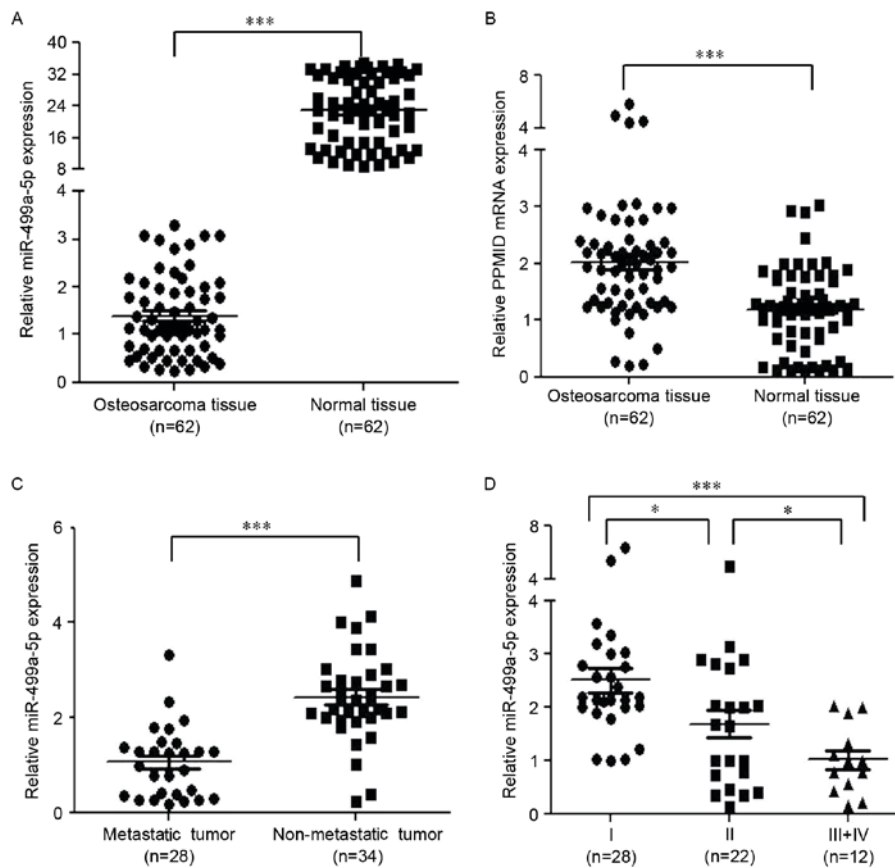 A
***
Relative miR-499a-5p expression
40
32
24
16
8
4
3
2
1
0
Osteosarcoma tissue
(n=62)
Normal tissue
(n=62)
B
***
Relative PPMID mRNA expression
8
4
3
2
1
0
Osteosarcoma tissue
(n=62)
Normal tissue
(n=62)
C
***
Relative miR-499a-5p expression
6
4
2
0
Metastatic tumor
(n=28)
Non-metastatic tumor
(n=34)
D
***
*
*
Relative miR-499a-5p expression
8
4
4
3
2
1
0
I
(n=28)
II
(n=22)
III+IV
(n=12)